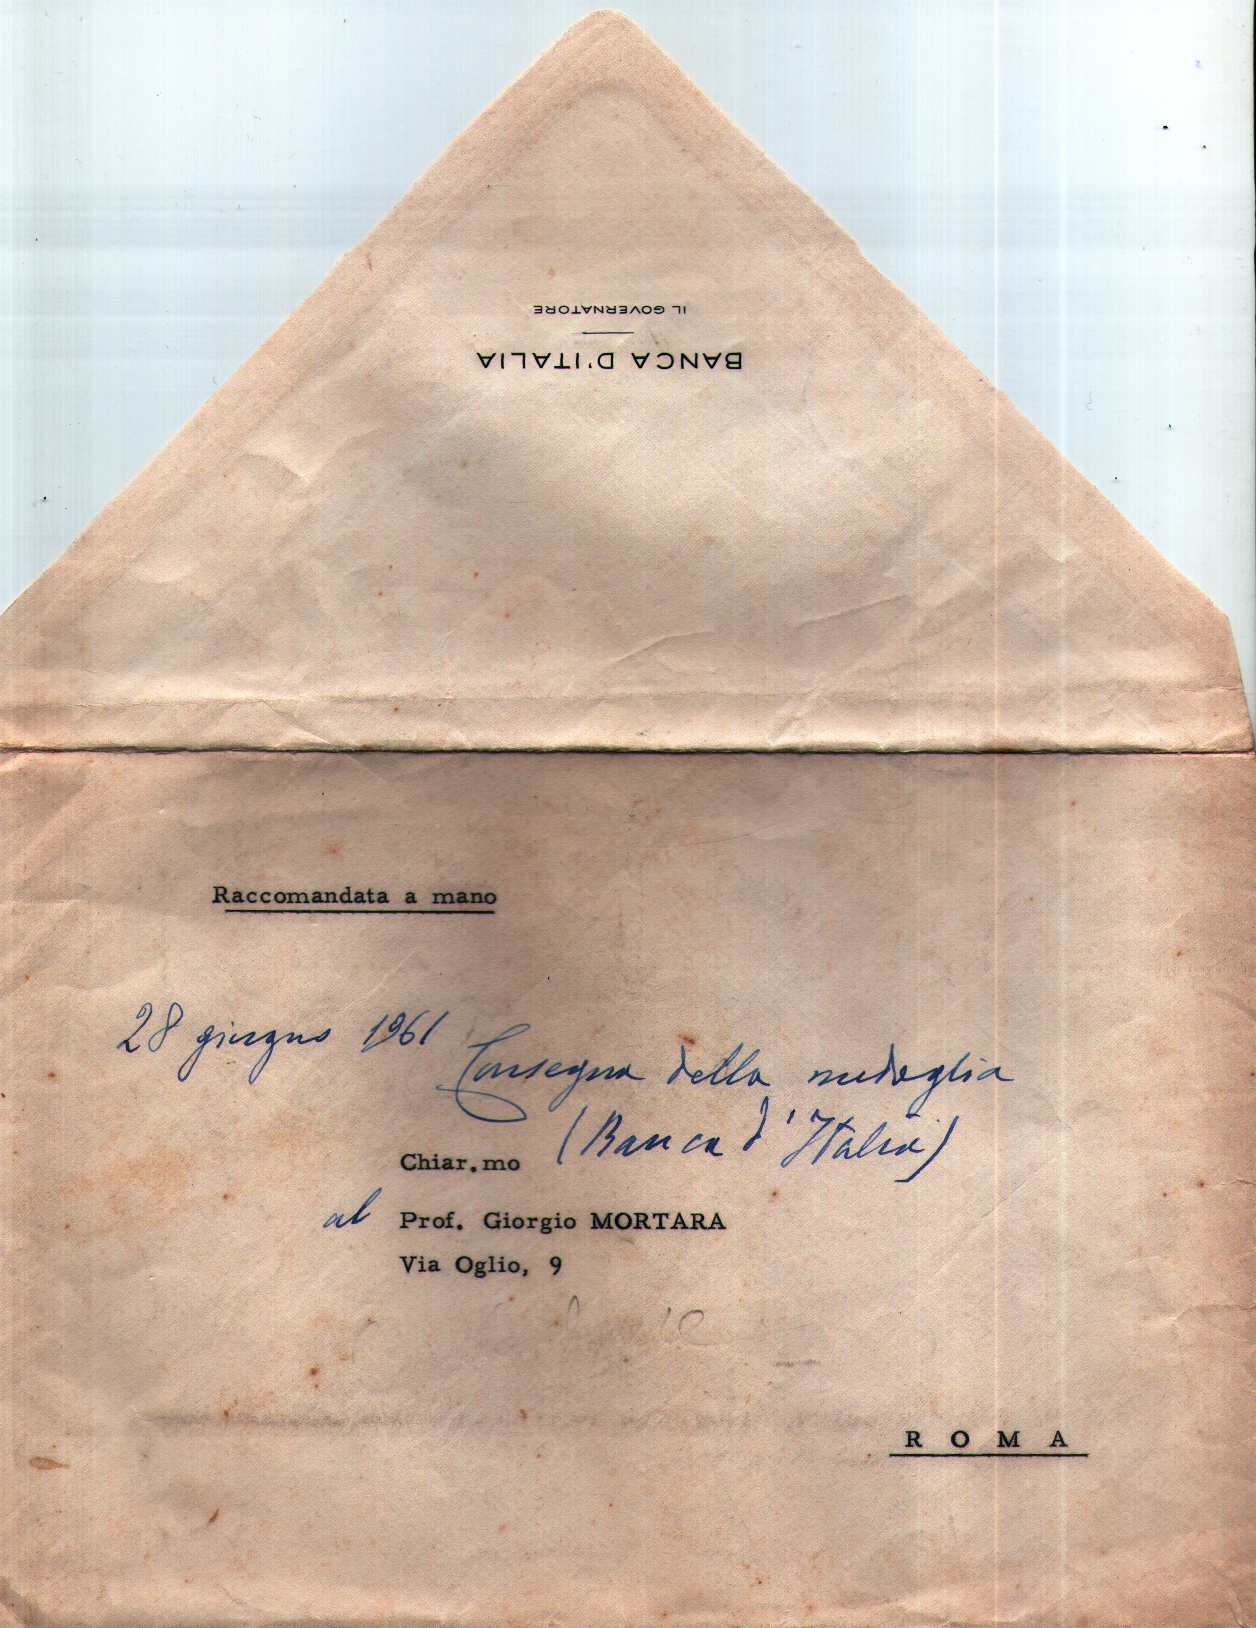 BANCA D'ITALIA
IL GOVERNATORE
Raccomandata a mano
28 giugno 1961
Consegna della medaglia
(Banca d'Italia)
Chiar.mo
al Prof. Giorgio MORTARA
Via Oglio, 9
R O M A